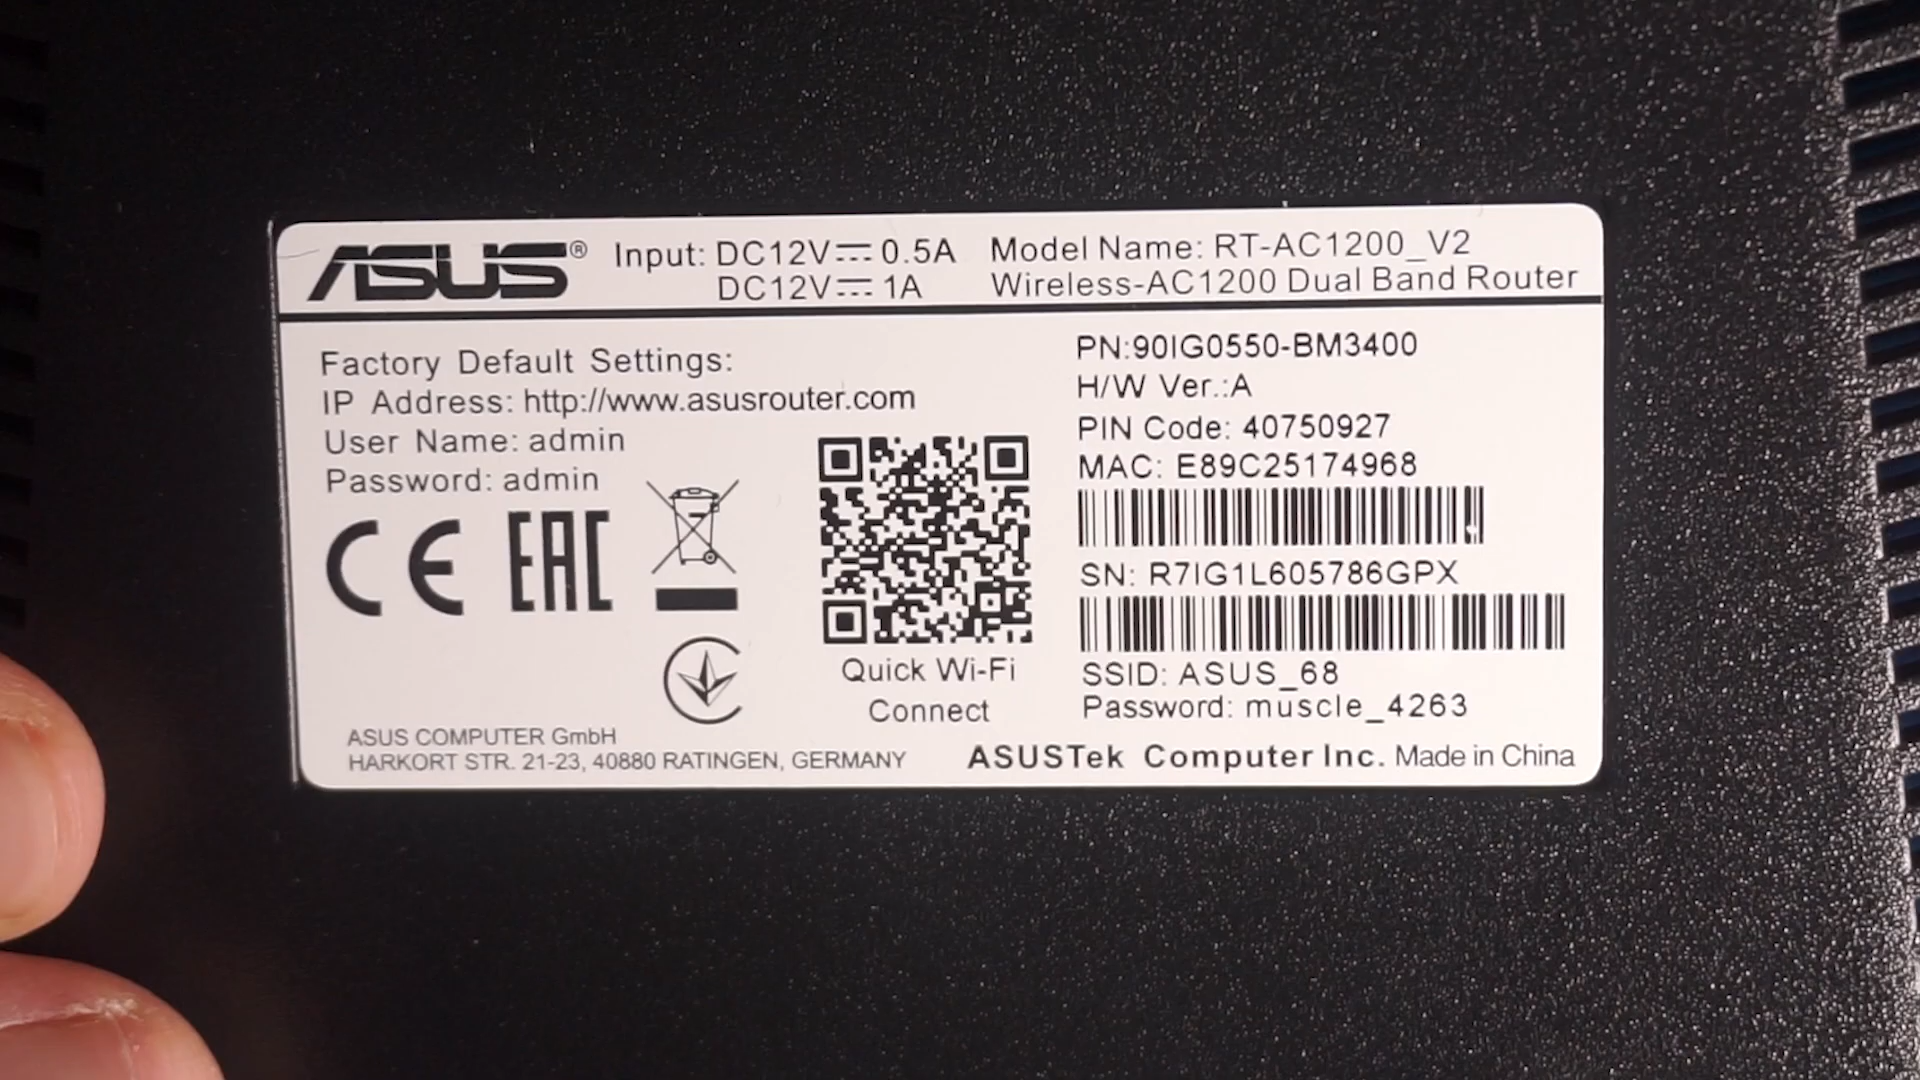 ASUS® Input: DC12V⎓0.5A
DC12V⎓1A
Model Name: RT-AC1200_V2
Wireless-AC1200 Dual Band Router
Factory Default Settings:
IP Address: http://www.asusrouter.com
User Name: admin
Password: admin
CE EAC
Quick Wi-Fi
Connect
PN:90IG0550-BM3400
H/W Ver.:A
PIN Code: 40750927
MAC: E89C25174968
SN: R7IG1L605786GPX
SSID: ASUS_68
Password: muscle_4263
ASUS COMPUTER GmbH
HARKORT STR. 21-23, 40880 RATINGEN, GERMANY
ASUSTek Computer Inc. Made in China